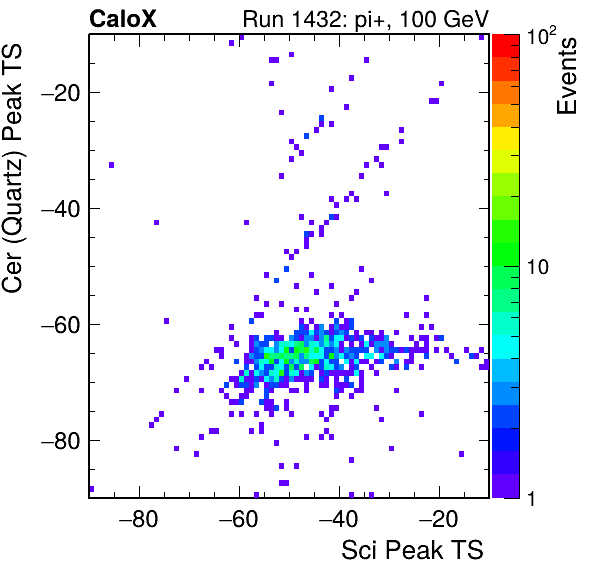 CaloX Run 1432: pi+, 100 GeV
Cer (Quartz) Peak TS
−20
−40
−60
−80
−80 −60 −40 −20
Sci Peak TS
10²
10
1
Events